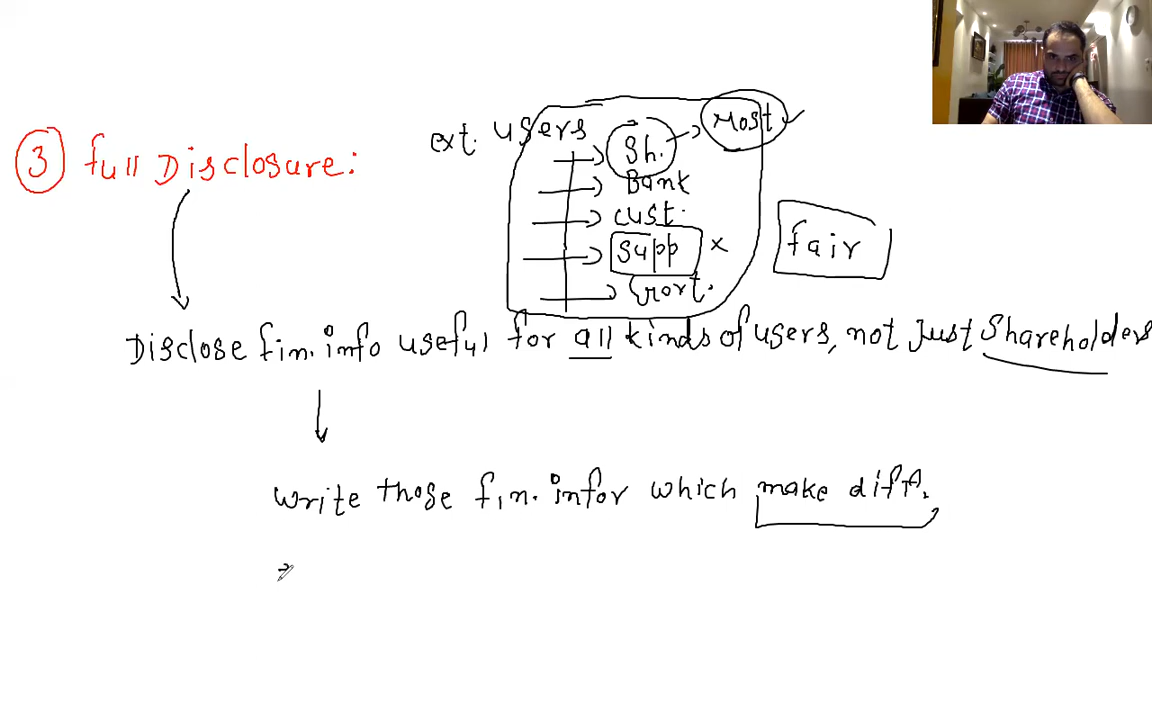 3 full Disclosure:
ext. users
Sh. Most
Bank
cust.
Supp x
Govt.
fair
Disclose fin. info useful for all kinds of users, not just Shareholders
write those fin. infor which make diff.